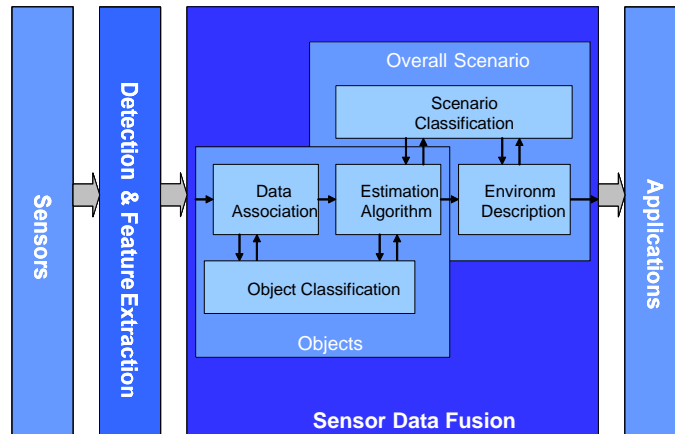 Sensors
Detection & Feature Extraction
Overall Scenario
Scenario
Classification
Data
Association
Estimation
Algorithm
Environm
Description
Object Classification
Objects
Sensor Data Fusion
Applications